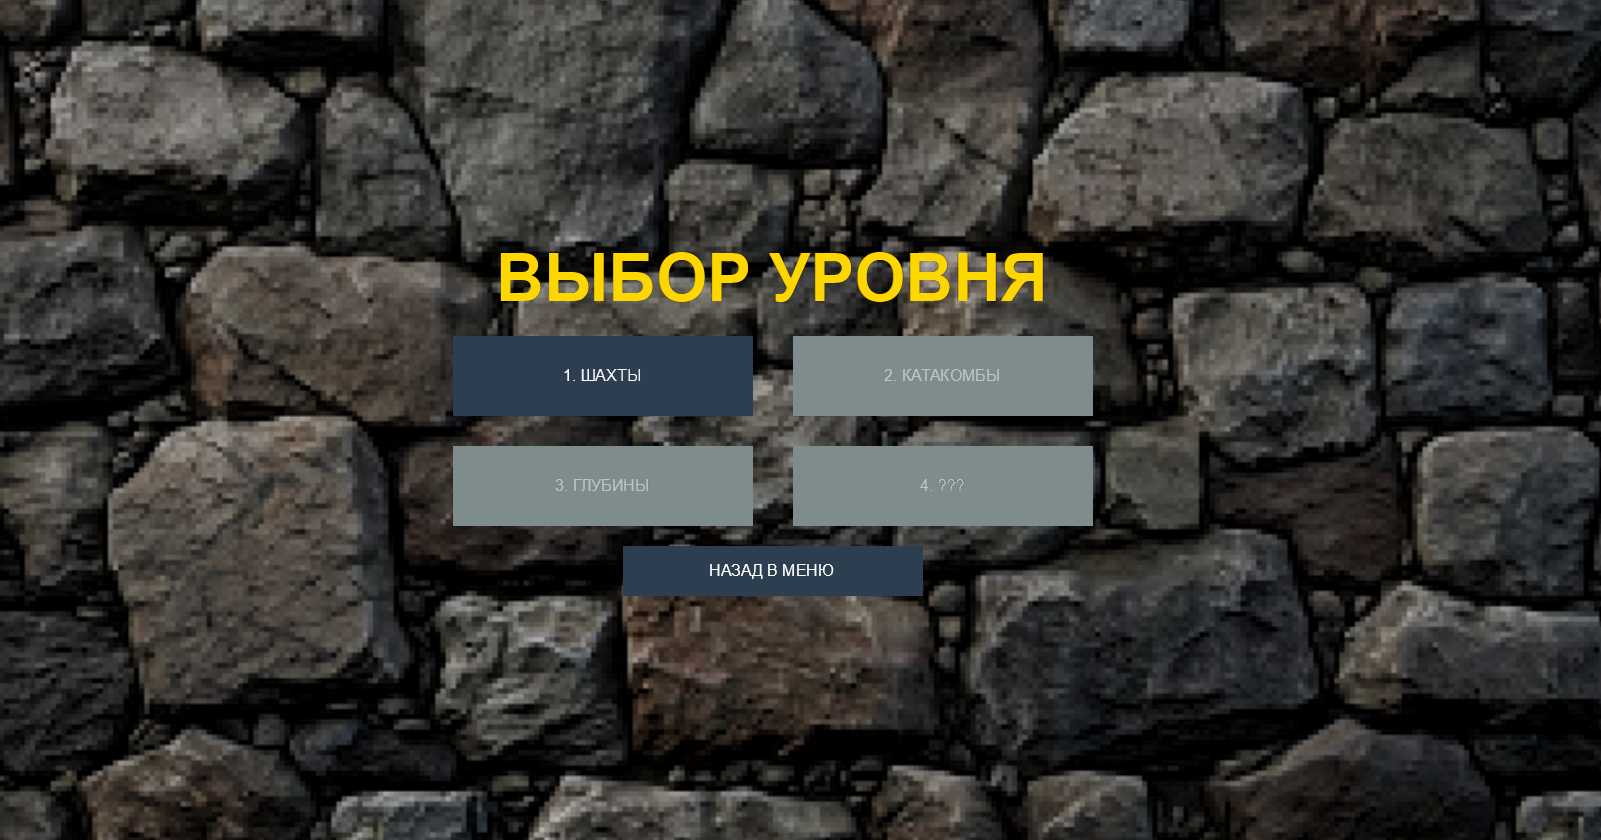 ВЫБОР УРОВНЯ
1. ШАХТЫ
2. КАТАКОМБЫ
3. ГЛУБИНЫ
4. ???
НАЗАД В МЕНЮ